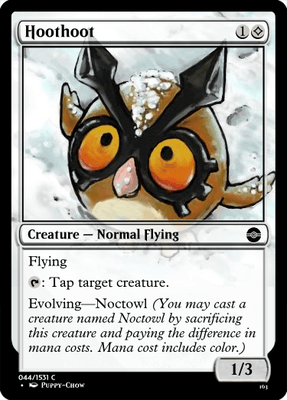 Hoothoot 1
Creature — Normal Flying
Flying
: Tap target creature.
Evolving—Noctowl (You may cast
a creature named Noctowl by sacrificing
this creature and paying the difference in
mana costs. Mana cost includes color.)
1/3
044/1531 C
• Puppy-Chow